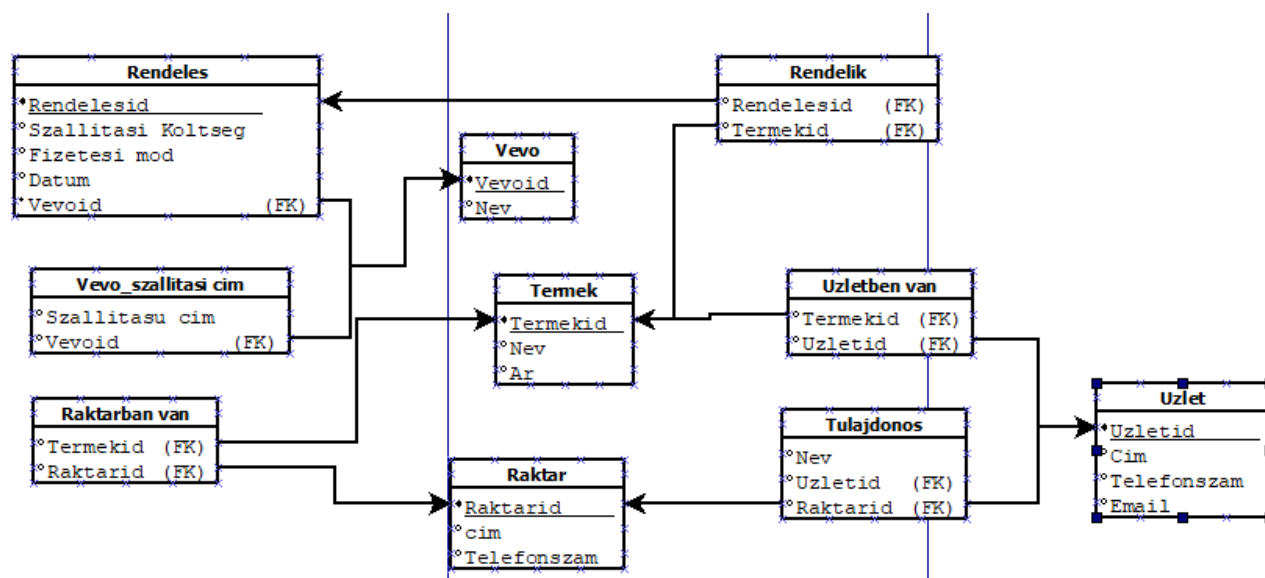 Rendeles
Rendelesid
Szallitasi Koltseg
Fizetesi mod
Datum
Vevoid (FK)
Rendelik
Rendelesid (FK)
Termekid (FK)
Vevo
Vevoid
Nev
Vevo_szallitasi cim
Szallitasu cim
Vevoid (FK)
Termek
Termekid
Nev
Ar
Uzletben van
Termekid (FK)
Uzletid (FK)
Raktarban van
Termekid (FK)
Raktarid (FK)
Raktar
Raktarid
cim
Telefonszam
Tulajdonos
Nev
Uzletid (FK)
Raktarid (FK)
Uzlet
Uzletid
Cim
Telefonszam
Email